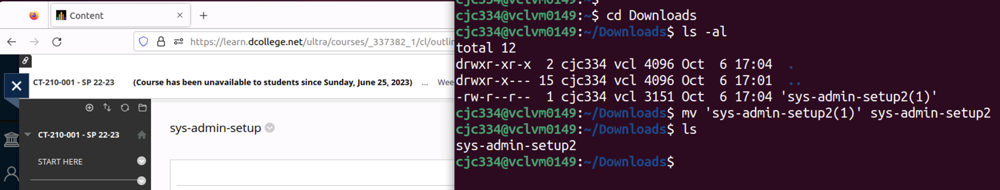 Content
https://learn.dcollege.net/ultra/courses/_337382_1/cl/outlin
CT-210-001 - SP 22-23 (Course has been unavailable to students since Sunday, June 25, 2023) ... Wee
sys-admin-setup
CT-210-001 - SP 22-23
START HERE
cjc334@vclvm0149:~$
cjc334@vclvm0149:~$ cd Downloads
cjc334@vclvm0149:~/Downloads$ ls -al
total 12
drwxr-xr-x  2 cjc334 vcl 4096 Oct  6 17:04  .
drwxr-x--- 15 cjc334 vcl 4096 Oct  6 17:01  ..
-rw-r--r--  1 cjc334 vcl 3151 Oct  6 17:04 'sys-admin-setup2(1)'
cjc334@vclvm0149:~/Downloads$ mv 'sys-admin-setup2(1)' sys-admin-setup2
cjc334@vclvm0149:~/Downloads$ ls
sys-admin-setup2
cjc334@vclvm0149:~/Downloads$